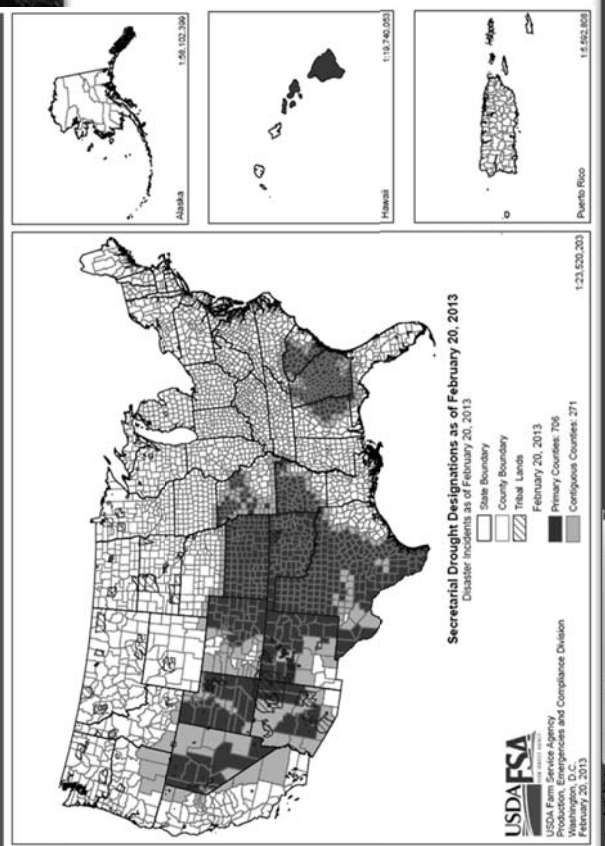 Secretarial Drought Designations as of February 20, 2013
Disaster Incidents as of February 20, 2013
State Boundary
County Boundary
Tribal Lands
February 20, 2013
Primary Counties: 706
Contiguous Counties: 271
USDA FSA
USDA Farm Service Agency
Production, Emergencies and Compliance Division
Washington, D.C.
February 20, 2013
1:23,520,203
Alaska
1:58,102,399
Hawaii
1:19,740,053
Puerto Rico
1:5,592,808